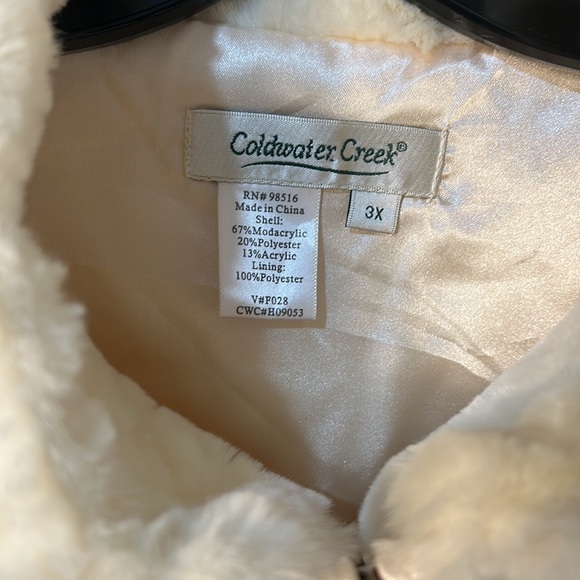 Coldwater Creek®
RN# 98516
Made in China
Shell:
67%Modacrylic
20%Polyester
13%Acrylic
Lining:
100%Polyester
V#F028
CWC#H09053
3X